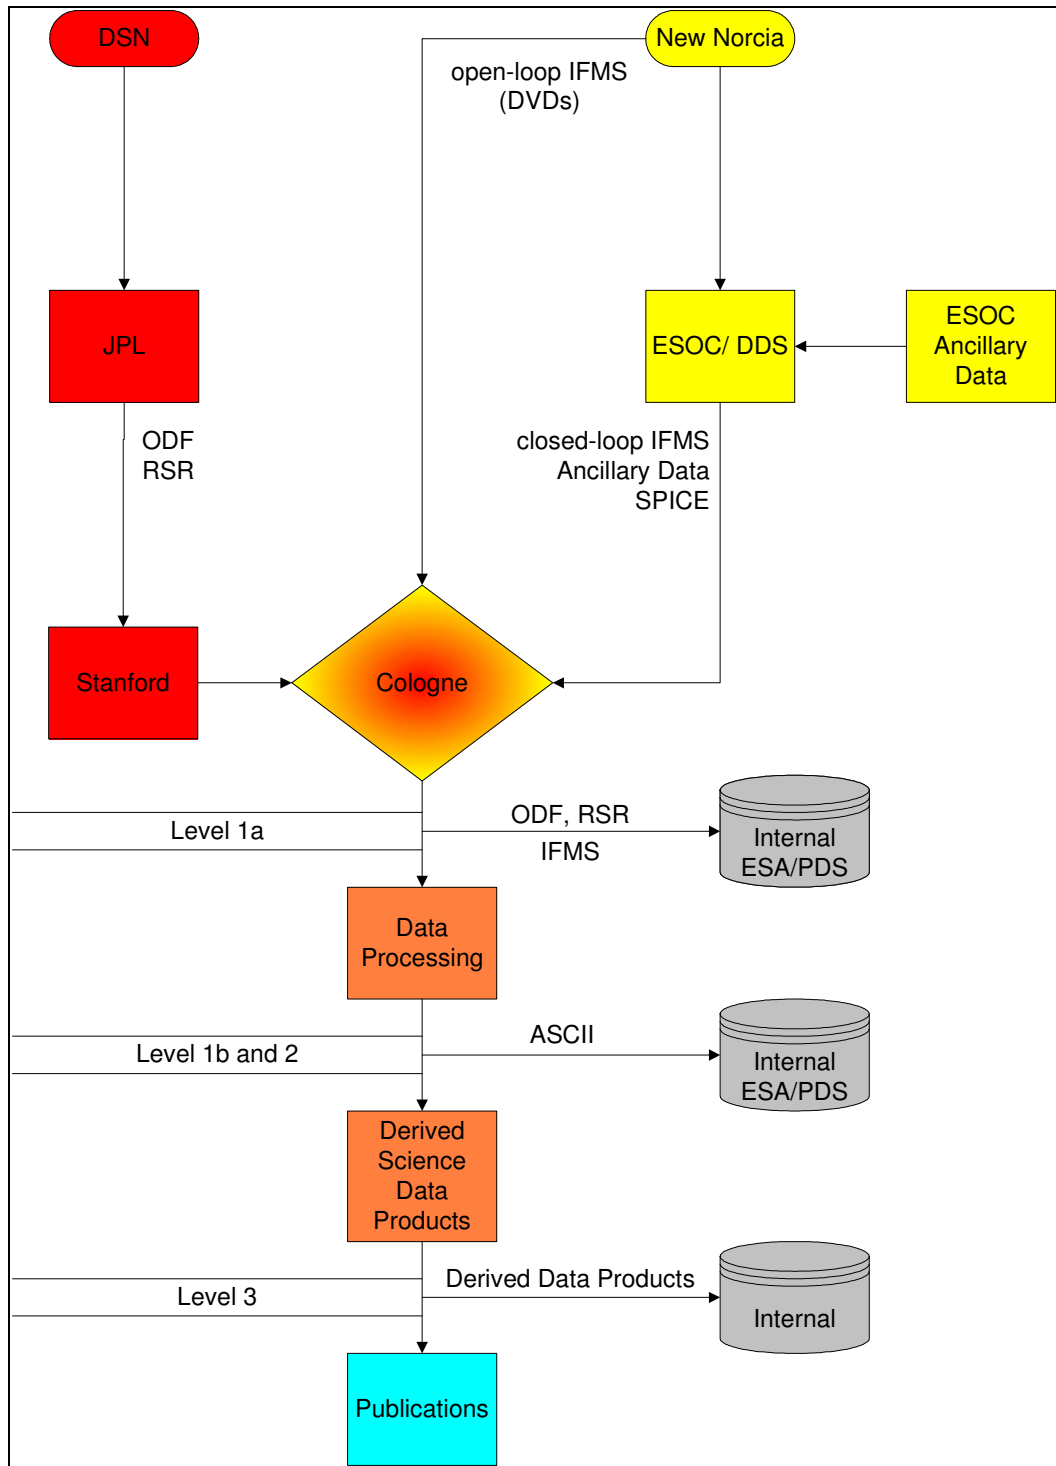 DSN
New Norcia
open-loop IFMS
(DVDs)
JPL
ESOC/ DDS
ESOC
Ancillary
Data
ODF
RSR
closed-loop IFMS
Ancillary Data
SPICE
Stanford
Cologne
Level 1a
ODF, RSR
IFMS
Internal
ESA/PDS
Data
Processing
Level 1b and 2
ASCII
Internal
ESA/PDS
Derived
Science
Data
Products
Level 3
Derived Data Products
Internal
Publications